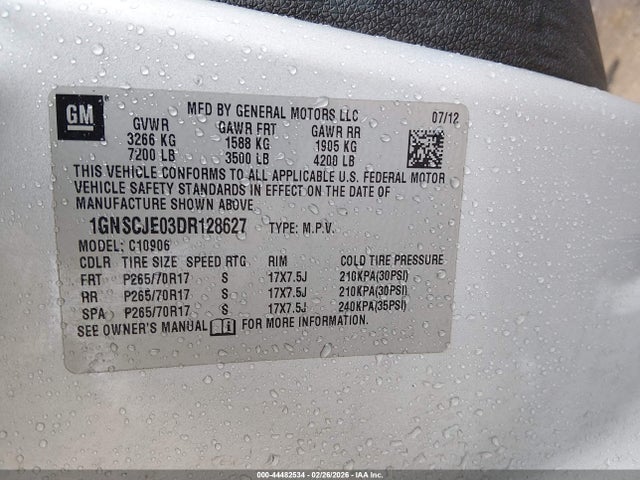 GM
MFD BY GENERAL MOTORS LLC 07/12
GVWR GAWR FRT GAWR RR
3266 KG 1588 KG 1905 KG
7200 LB 3500 LB 4200 LB
THIS VEHICLE CONFORMS TO ALL APPLICABLE U.S. FEDERAL MOTOR
VEHICLE SAFETY STANDARDS IN EFFECT ON THE DATE OF
MANUFACTURE SHOWN ABOVE.
1GNSCJE03DR128627 TYPE: M.P.V.
MODEL: C10906
CDLR TIRE SIZE SPEED RTG RIM COLD TIRE PRESSURE
FRT P265/70R17 S 17X7.5J 210KPA(30PSI)
RR P265/70R17 S 17X7.5J 210KPA(30PSI)
SPA P265/70R17 S 17X7.5J 240KPA(35PSI)
SEE OWNER'S MANUAL FOR MORE INFORMATION.
000-44482534 - 02/26/2026 - IAAI.com